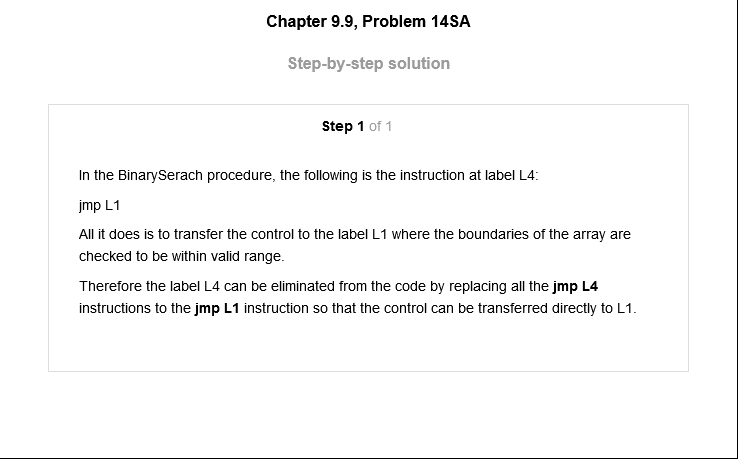 Chapter 9.9, Problem 14SA
Step-by-step solution
Step 1 of 1
In the BinarySerach procedure, the following is the instruction at label L4:
jmp L1
All it does is to transfer the control to the label L1 where the boundaries of the array are
checked to be within valid range.
Therefore the label L4 can be eliminated from the code by replacing all the jmp L4
instructions to the jmp L1 instruction so that the control can be transferred directly to L1.